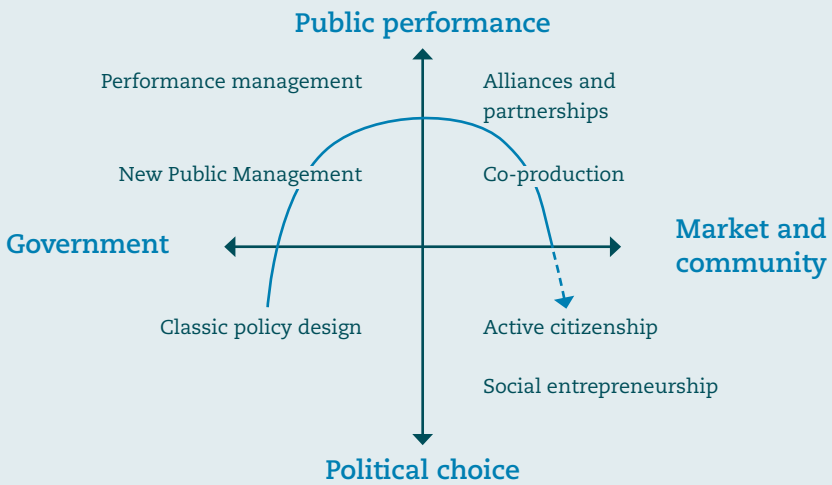 Public performance
Performance management
Alliances and
partnerships
New Public Management
Co-production
Government
Market and
community
Classic policy design
Active citizenship
Social entrepreneurship
Political choice